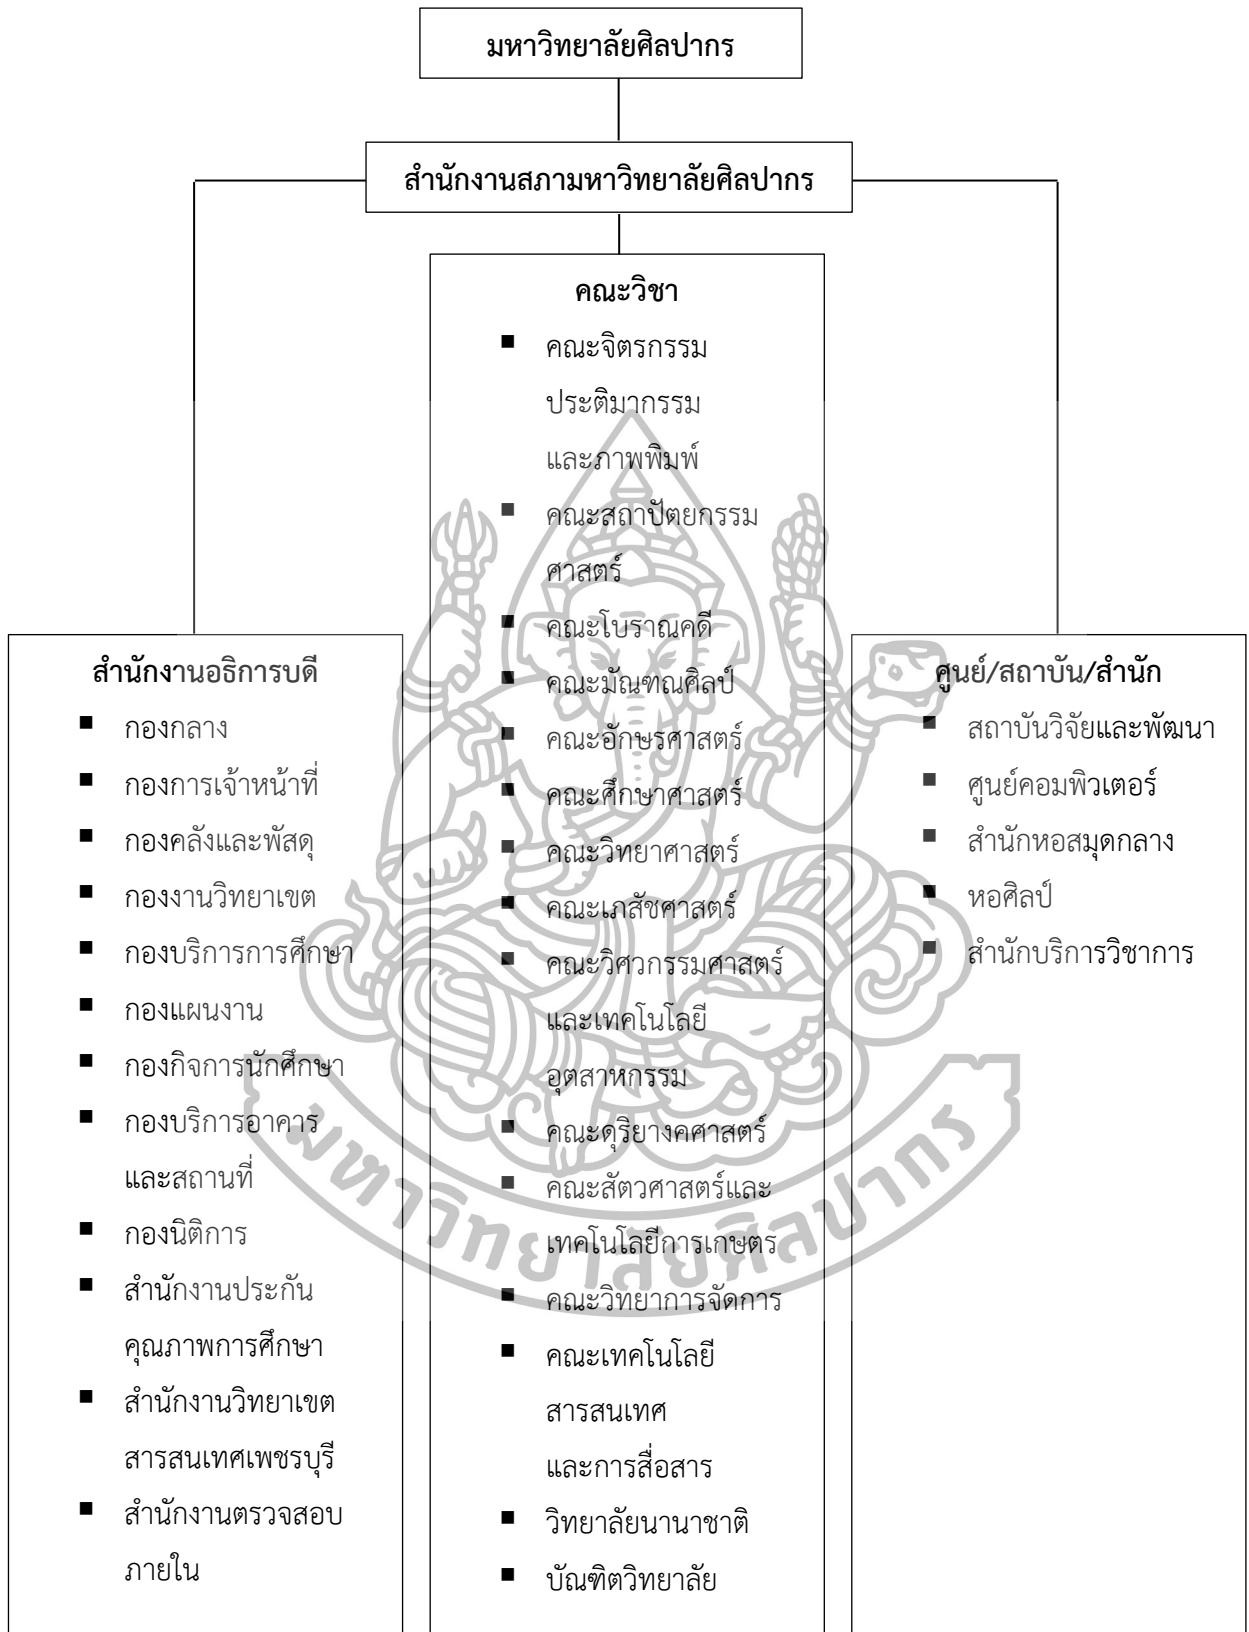 มหาวิทยาลัยศิลปากร
สำนักงานสภามหาวิทยาลัยศิลปากร
สำนักงานอธิการบดี
■ กองกลาง
■ กองการเจ้าหน้าที่
■ กองคลังและพัสดุ
■ กองงานวิทยาเขต
■ กองบริการการศึกษา
■ กองแผนงาน
■ กองกิจการนักศึกษา
■ กองบริการอาคาร
และสถานที่
■ กองนิติการ
■ สำนักงานประกัน
คุณภาพการศึกษา
■ สำนักงานวิทยาเขต
สารสนเทศเพชรบุรี
■ สำนักงานตรวจสอบ
ภายใน
คณะวิชา
■ คณะจิตรกรรม
ประติมากรรม
และภาพพิมพ์
■ คณะสถาปัตยกรรม
ศาสตร์
■ คณะโบราณคดี
■ คณะมัณฑณศิลป์
■ คณะอักษรศาสตร์
■ คณะศึกษาศาสตร์
■ คณะวิทยาศาสตร์
■ คณะเภสัชศาสตร์
■ คณะวิศวกรรมศาสตร์
และเทคโนโลยี
อุตสาหกรรม
■ คณะดุริยางคศาสตร์
■ คณะสัตวศาสตร์และ
เทคโนโลยีการเกษตร
■ คณะวิทยาการจัดการ
■ คณะเทคโนโลยี
สารสนเทศ
และการสื่อสาร
■ วิทยาลัยนานาชาติ
■ บัณฑิตวิทยาลัย
ศูนย์/สถาบัน/สำนัก
■ สถาบันวิจัยและพัฒนา
■ ศูนย์คอมพิวเตอร์
■ สำนักหอสมุดกลาง
■ หอศิลป์
■ สำนักบริการวิชาการ
มหาวิทยาลัยศิลปากร